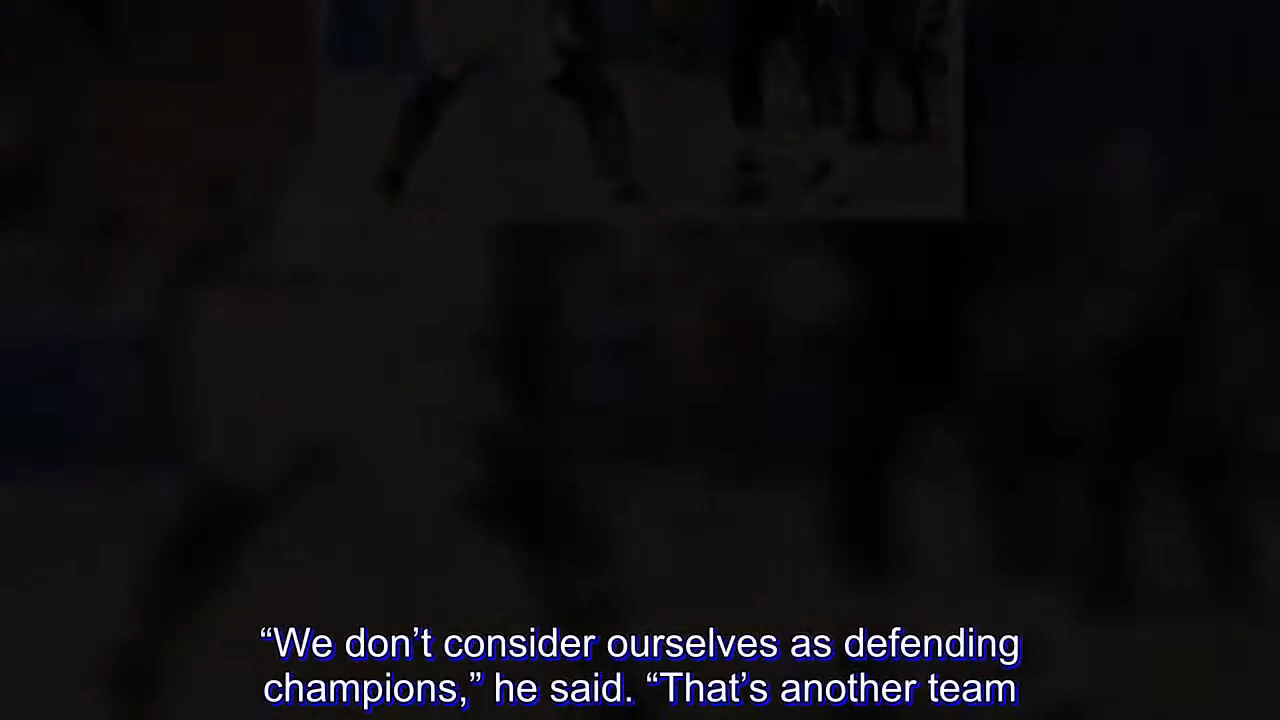 “We don’t consider ourselves as defending
champions,” he said. “That’s another team